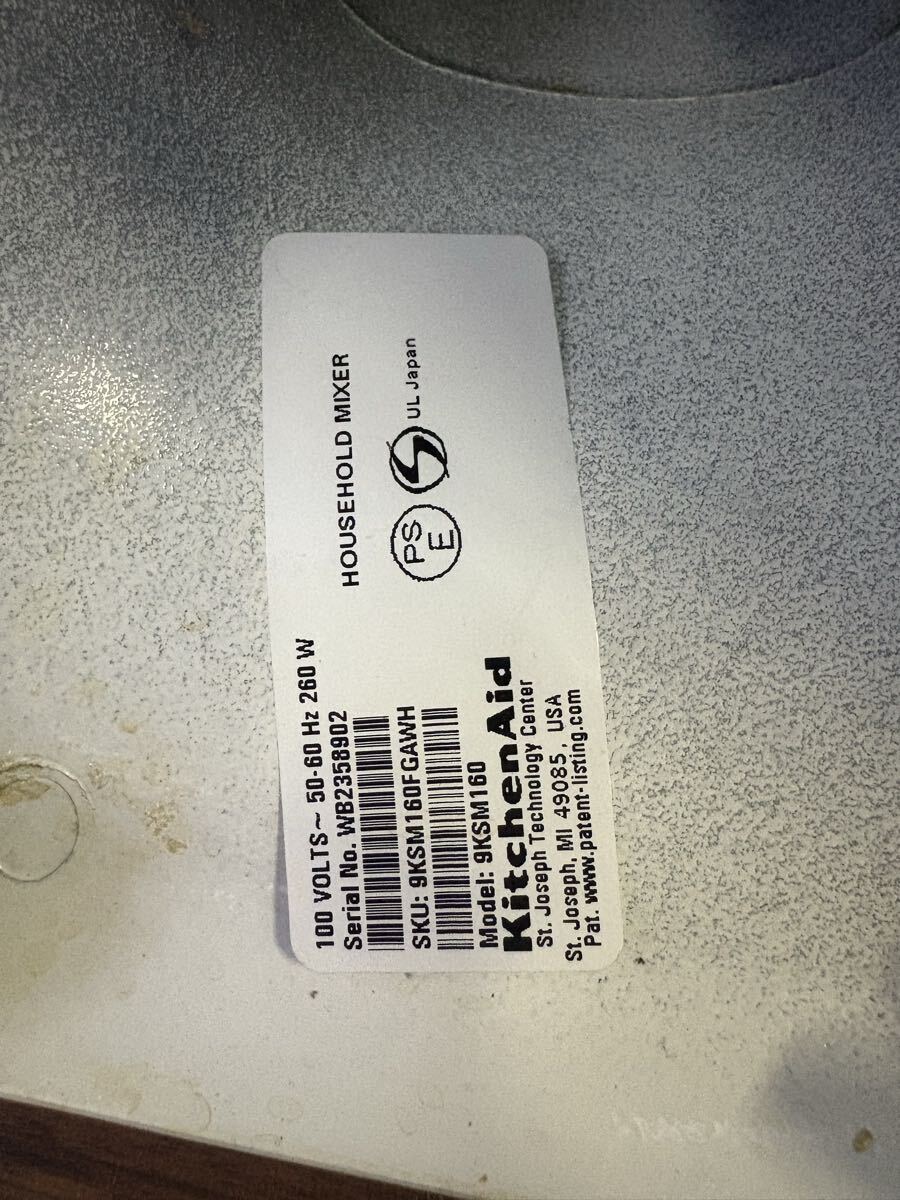 100 VOLTS~ 50-60 Hz 260 W
Serial No. WB2358902
SKU: 9KSM160FGAWH
Model: 9KSM160
KitchenAid
St. Joseph Technology Center
St. Joseph, MI 49085, USA
Pat. www.patent-listing.com
HOUSEHOLD MIXER
PS
E
S
UL Japan